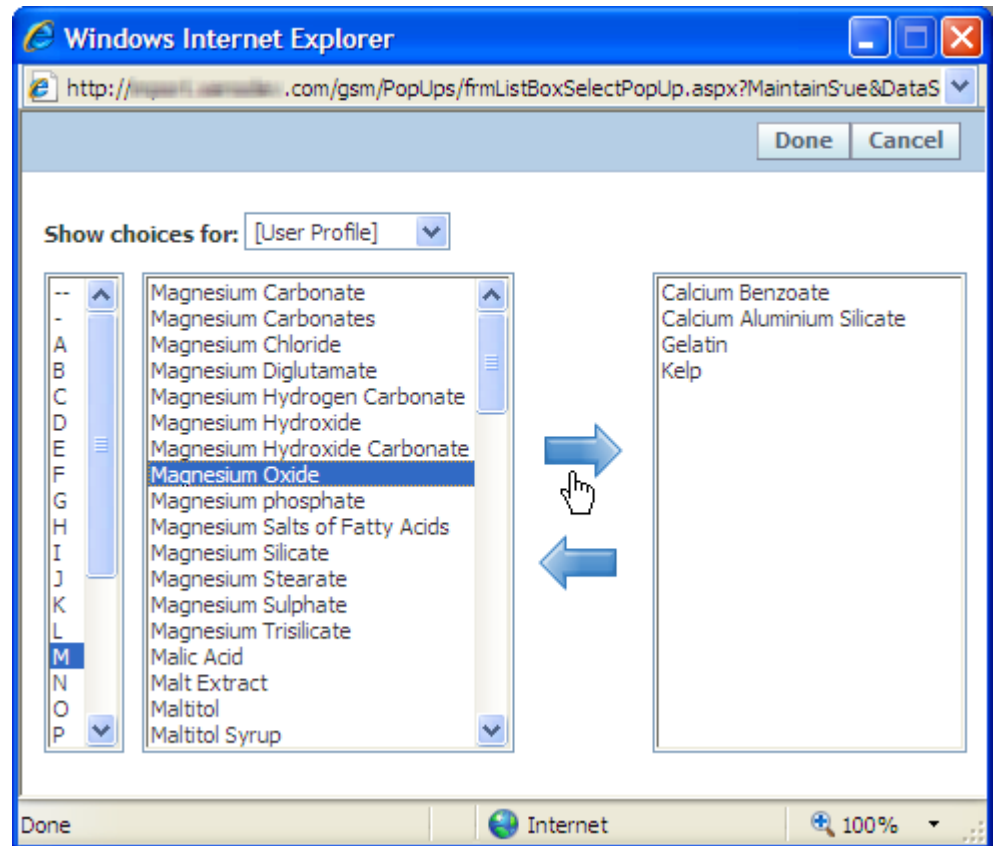 Windows Internet Explorer
http:// .com/gsm/PopUps/frmListBoxSelectPopUp.aspx?MaintainS'ue&DataS
Done Cancel
Show choices for: [User Profile]
--
-
A
B
C
D
E
F
G
H
I
J
K
L
M
N
O
P
Magnesium Carbonate
Magnesium Carbonates
Magnesium Chloride
Magnesium Diglutamate
Magnesium Hydrogen Carbonate
Magnesium Hydroxide
Magnesium Hydroxide Carbonate
Magnesium Oxide
Magnesium phosphate
Magnesium Salts of Fatty Acids
Magnesium Silicate
Magnesium Stearate
Magnesium Sulphate
Magnesium Trisilicate
Malic Acid
Malt Extract
Maltitol
Maltitol Syrup
Calcium Benzoate
Calcium Aluminium Silicate
Gelatin
Kelp
Done Internet 100%